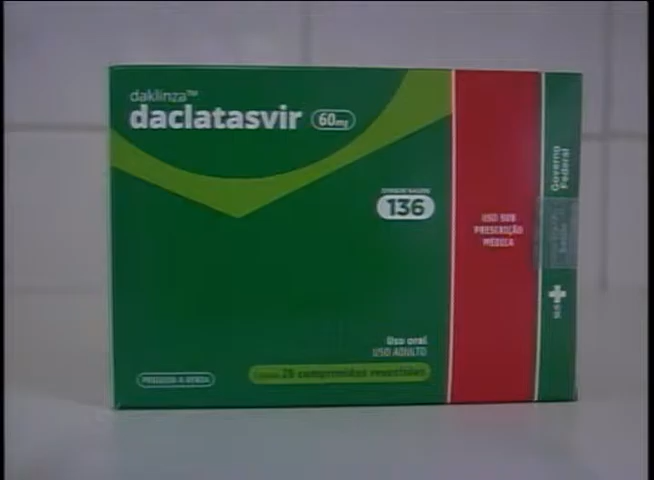 daklinza™
daclatasvir 60mg
136
USO SOB
PRESCRIÇÃO
MÉDICA
Governo
Federal
SUS
Uso oral
USO ADULTO
PROIBIDA A VENDA
28 comprimidos revestidos